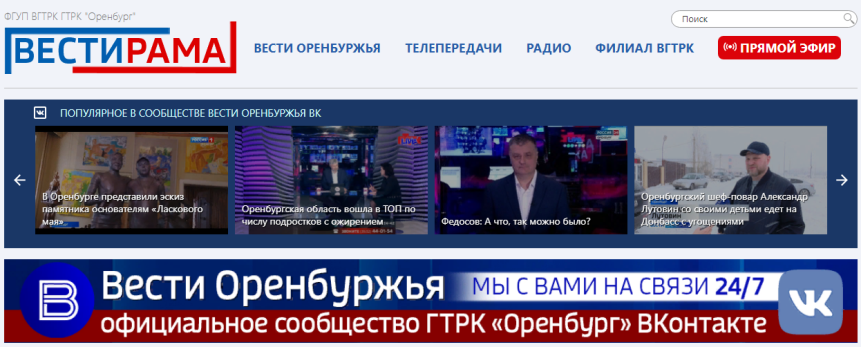 ФГУП ВГТРК ГТРК "Оренбург"
Поиск
ВЕСТИРАМА
ВЕСТИ ОРЕНБУРЖЬЯ ТЕЛЕПЕРЕДАЧИ РАДИО ФИЛИАЛ ВГТРК ПРЯМОЙ ЭФИР
ПОПУЛЯРНОЕ В СООБЩЕСТВЕ ВЕСТИ ОРЕНБУРЖЬЯ ВК
В Оренбурге представили эскиз
памятника основателям «Ласкового
мая»
Оренбургская область вошла в ТОП по
числу подростков с ожирением
Федосов: А что, так можно было?
Оренбургский шеф-повар Александр
Лутовин со своими детьми едет на
Донбасс с угощениями
В
Вести Оренбуржья МЫ С ВАМИ НА СВЯЗИ 24/7
официальное сообщество ГТРК «Оренбург» ВКонтакте